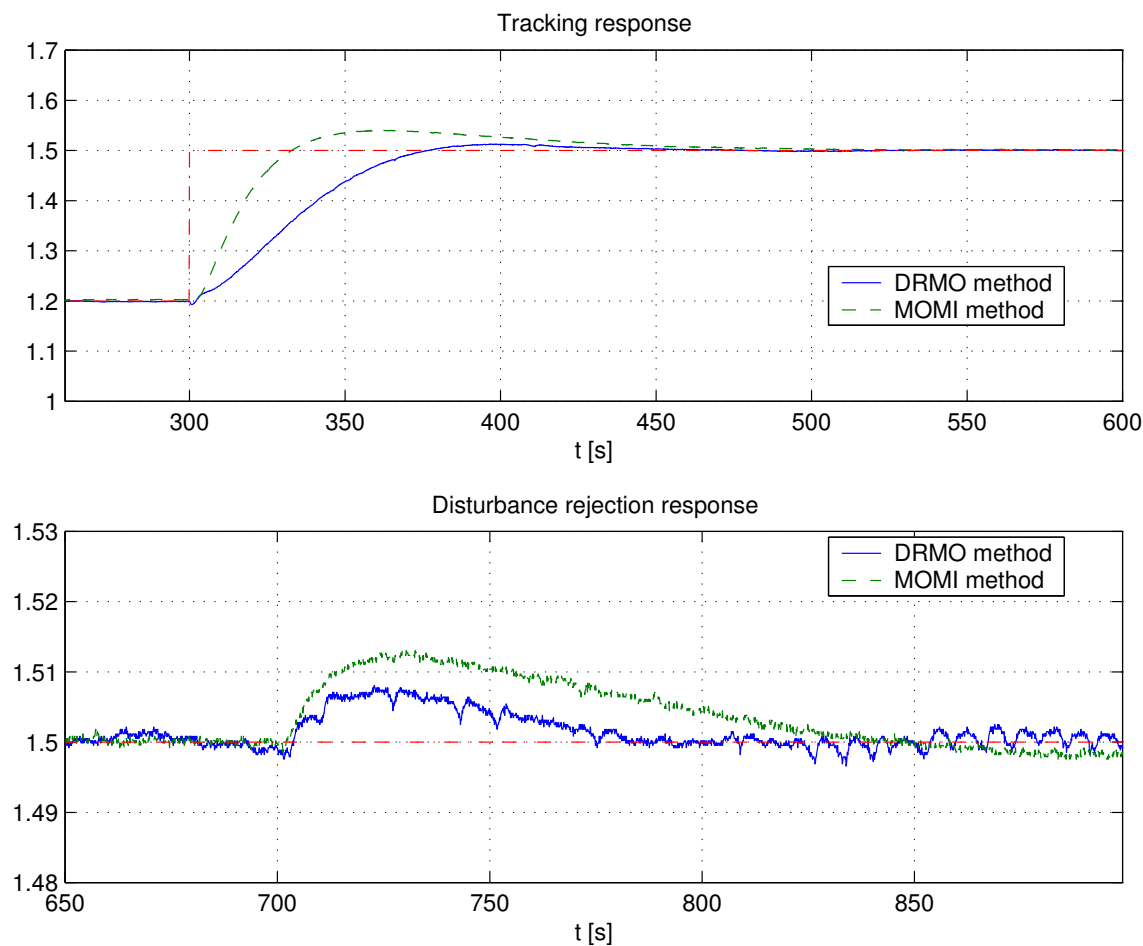 Tracking response
1.7
1.6
1.5
1.4
1.3
1.2
1.1
1
DRMO method
MOMI method
300 350 400 450 500 550 600
t [s]
Disturbance rejection response
1.53
1.52
1.51
1.5
1.49
1.48
DRMO method
MOMI method
650 700 750 800 850
t [s]